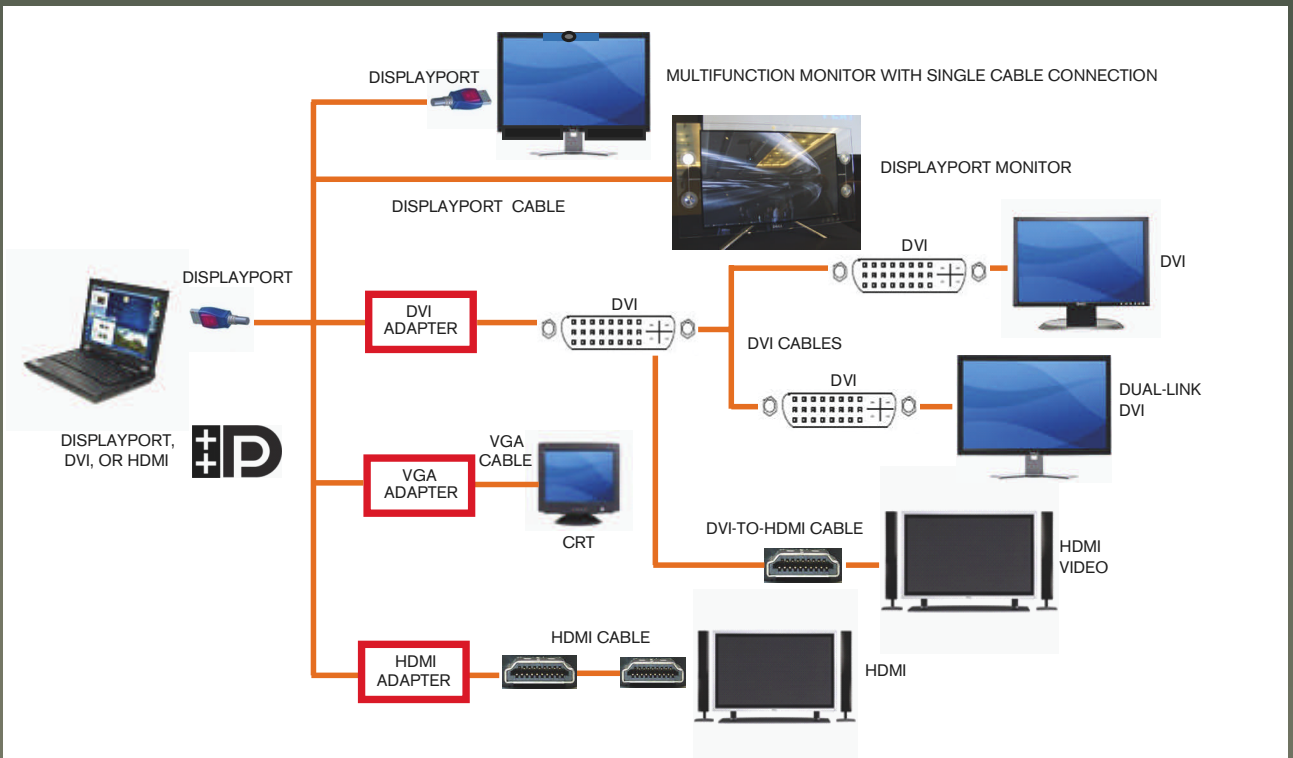 DISPLAYPORT
MULTIFUNCTION MONITOR WITH SINGLE CABLE CONNECTION
DISPLAYPORT MONITOR
DISPLAYPORT CABLE
DISPLAYPORT
DVI
ADAPTER
DVI
DVI
DVI
DVI CABLES
DVI
DUAL-LINK
DVI
DISPLAYPORT,
DVI, OR HDMI
VGA
ADAPTER
VGA
CABLE
CRT
DVI-TO-HDMI CABLE
HDMI
VIDEO
HDMI
ADAPTER
HDMI CABLE
HDMI